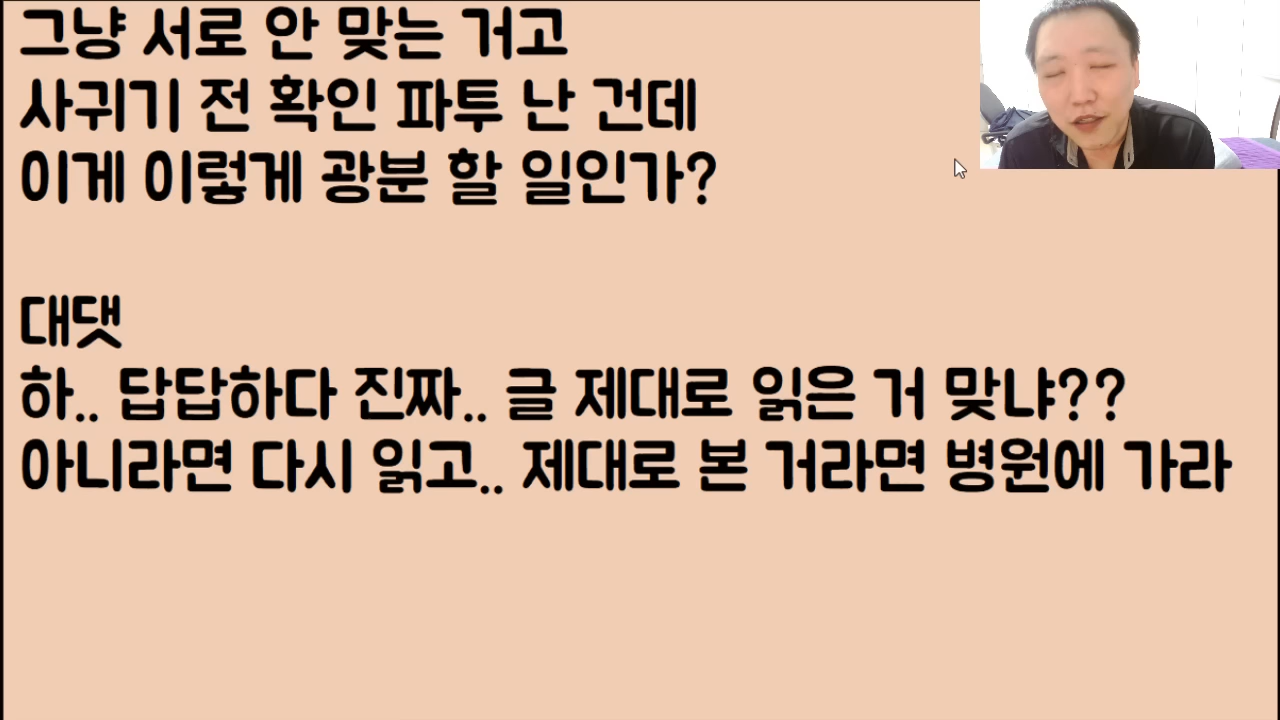 그냥 서로 안 맞는 거고
사귀기 전 확인 파투 난 건데
이게 이렇게 광분 할 일인가?
대댓
하.. 답답하다 진짜.. 글 제대로 읽은 거 맞냐??
아니라면 다시 읽고.. 제대로 본 거라면 병원에 가라